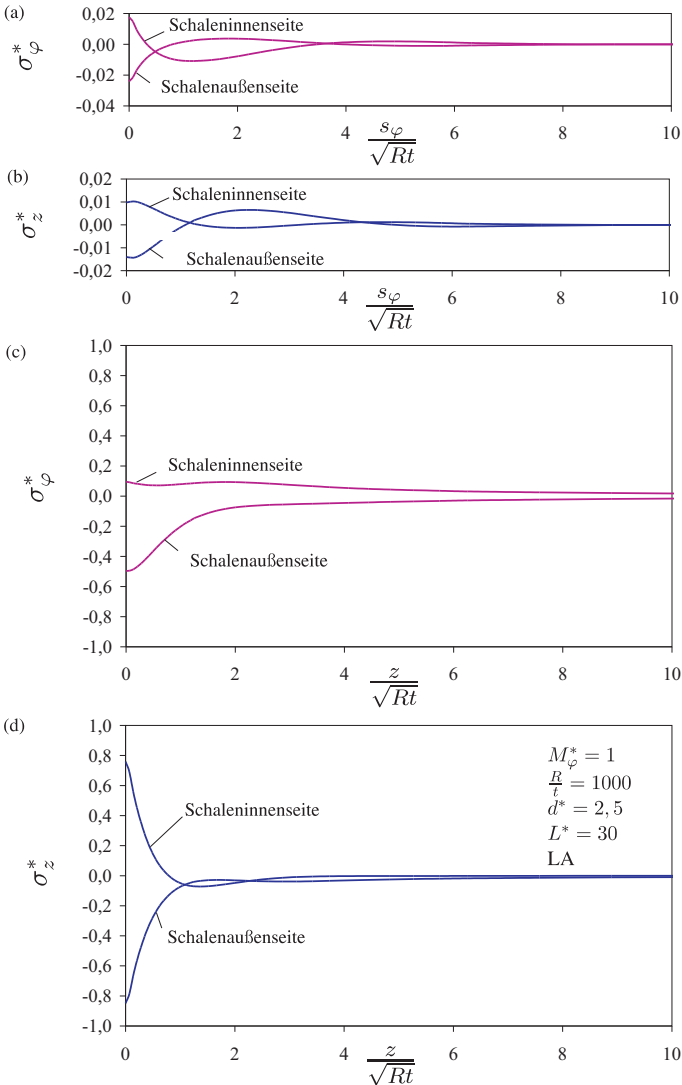 (a)
σ*φ
0,02
0,00
-0,02
-0,04
Schaleninnenseite
Schalenaußenseite
0 2 4 6 8 10
sφ/√Rt
(b)
σ*z
0,02
0,01
0,00
-0,01
-0,02
Schaleninnenseite
Schalenaußenseite
0 2 4 6 8 10
sφ/√Rt
(c)
σ*φ
1,0
0,8
0,6
0,4
0,2
0,0
-0,2
-0,4
-0,6
-0,8
-1,0
Schaleninnenseite
Schalenaußenseite
0 2 4 6 8 10
z/√Rt
(d)
σ*z
1,0
0,8
0,6
0,4
0,2
0,0
-0,2
-0,4
-0,6
-0,8
-1,0
Schaleninnenseite
Schalenaußenseite
M*φ = 1
R/t = 1000
d* = 2, 5
L* = 30
LA
0 2 4 6 8 10
z/√Rt